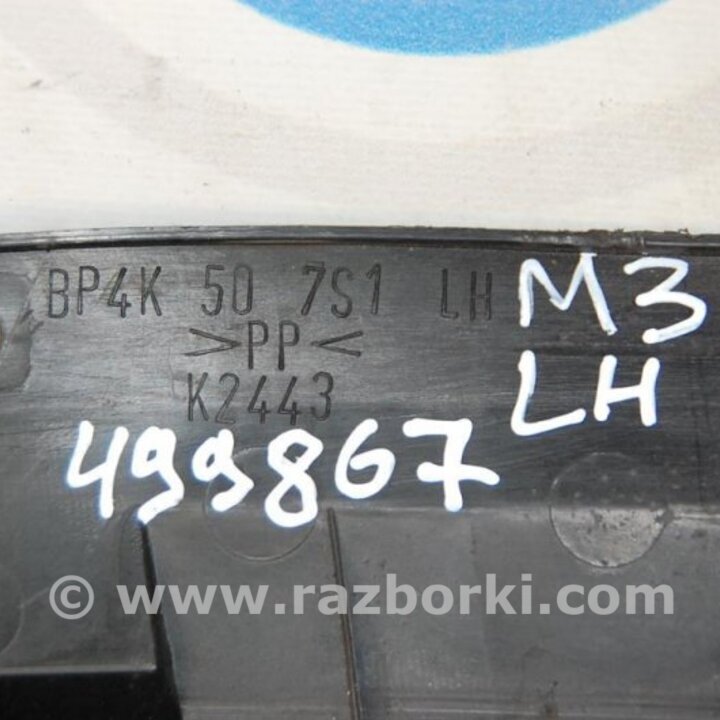 BP4K 50 7S1 LH
>PP<
K2443
M3
LH
499867
© www.razborki.com